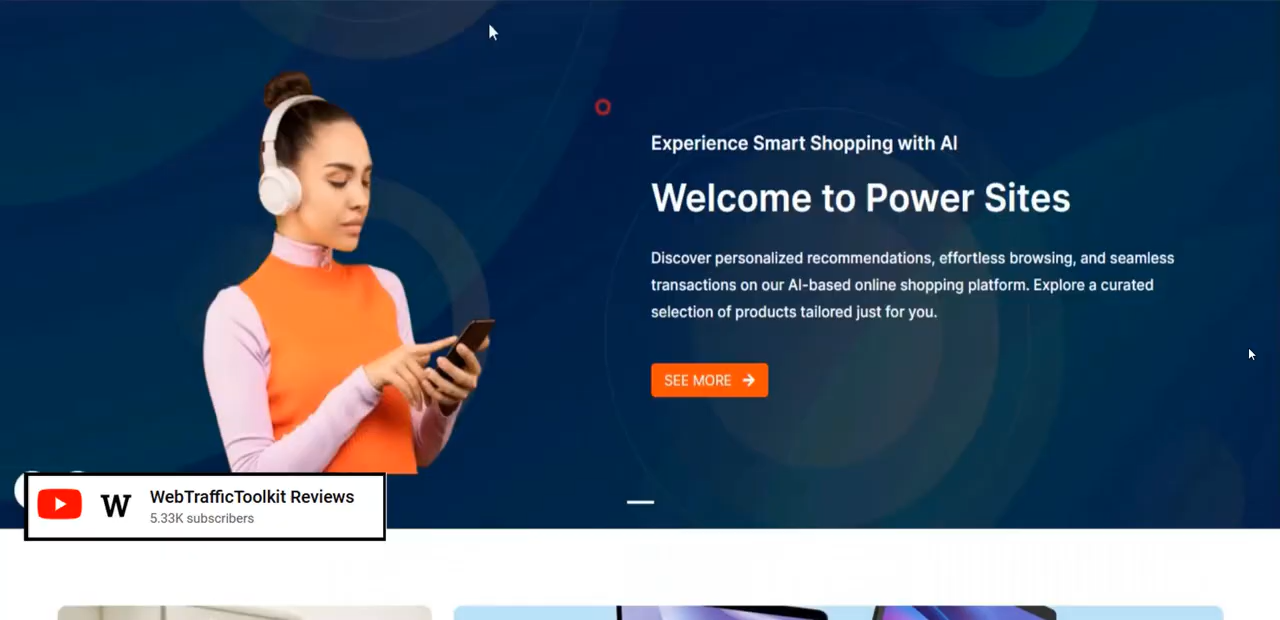 Experience Smart Shopping with AI
Welcome to Power Sites
Discover personalized recommendations, effortless browsing, and seamless
transactions on our AI-based online shopping platform. Explore a curated
selection of products tailored just for you.
SEE MORE
W
WebTrafficToolkit Reviews
5.33K subscribers